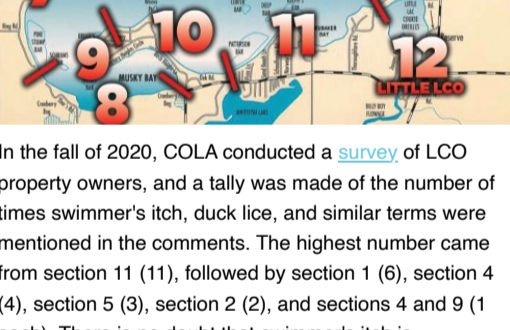 9
10
11
12
8
MUSKY BAY
LITTLE LCO
In the fall of 2020, COLA conducted a survey of LCO
property owners, and a tally was made of the number of
times swimmer's itch, duck lice, and similar terms were
mentioned in the comments. The highest number came
from section 11 (11), followed by section 1 (6), section 4
(4), section 5 (3), section 2 (2), and sections 4 and 9 (1